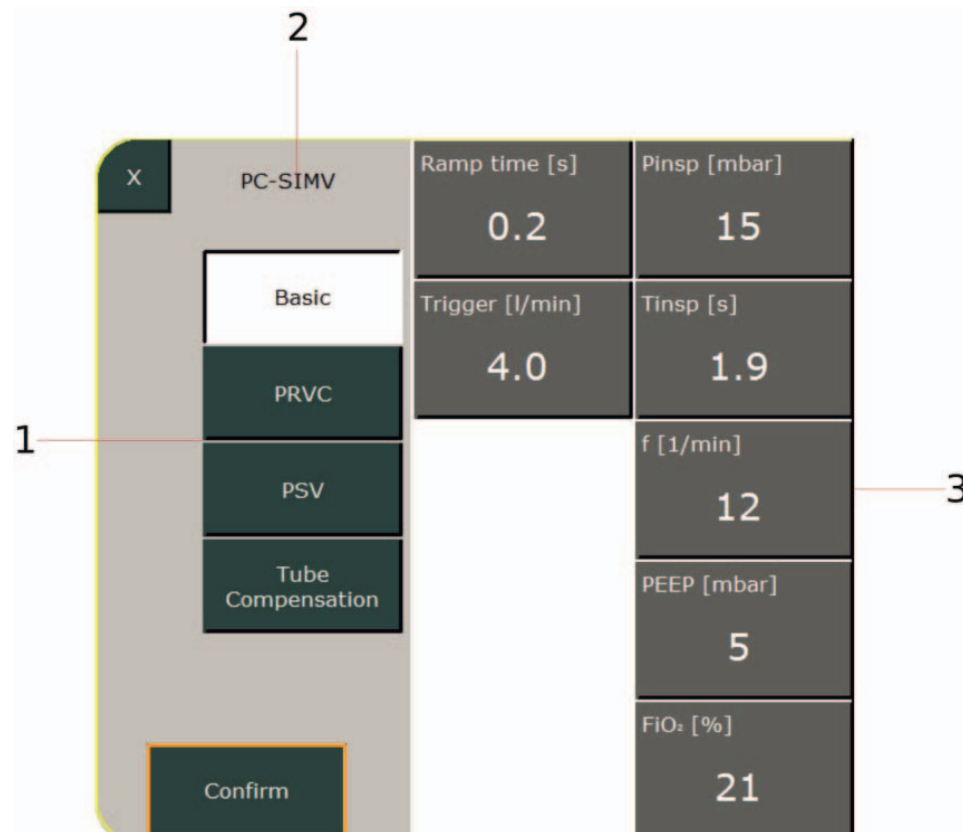 2
X
PC-SIMV
Basic
PRVC
PSV
Tube
Compensation
Confirm
1
Ramp time [s]
0.2
Trigger [l/min]
4.0
Pinsp [mbar]
15
Tinsp [s]
1.9
f [1/min]
12
PEEP [mbar]
5
FiO₂ [%]
21
3